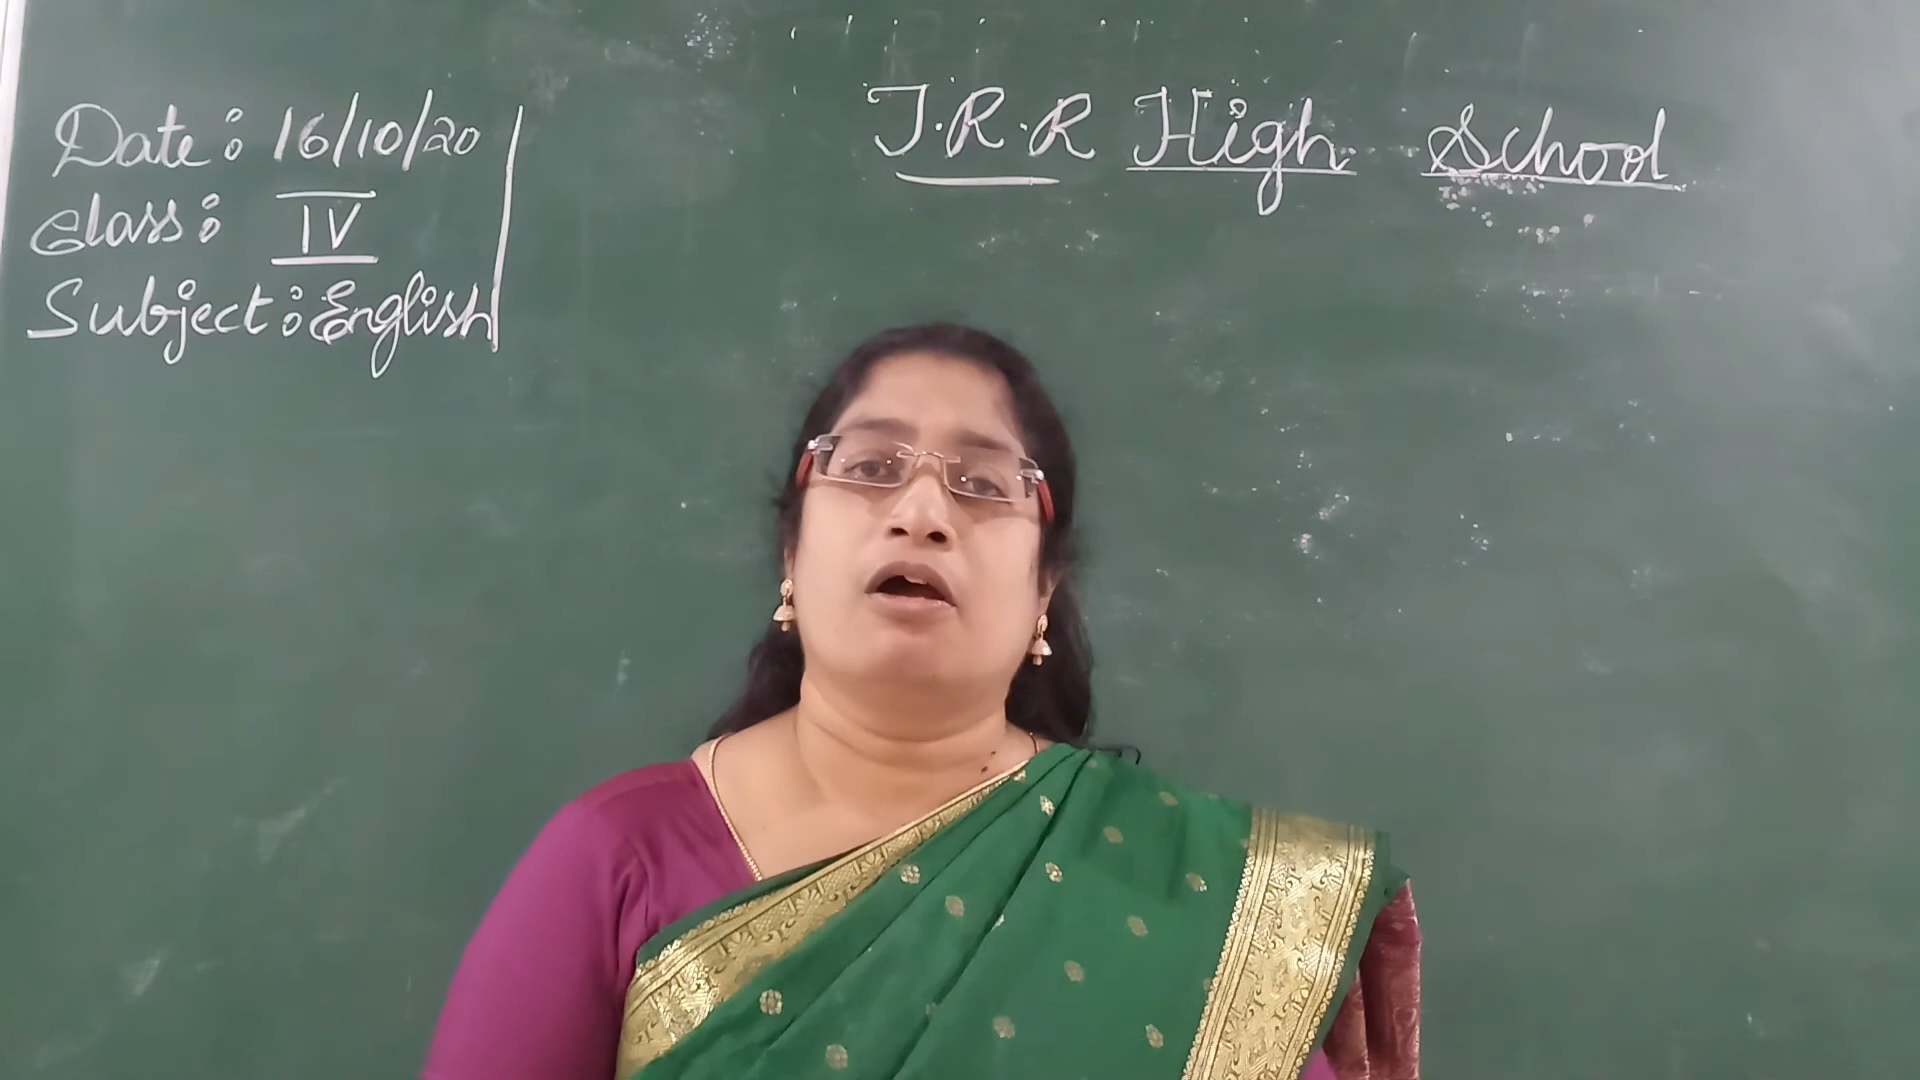 T.R.R High School
Date: 16/10/20
Class: IV
Subject: English